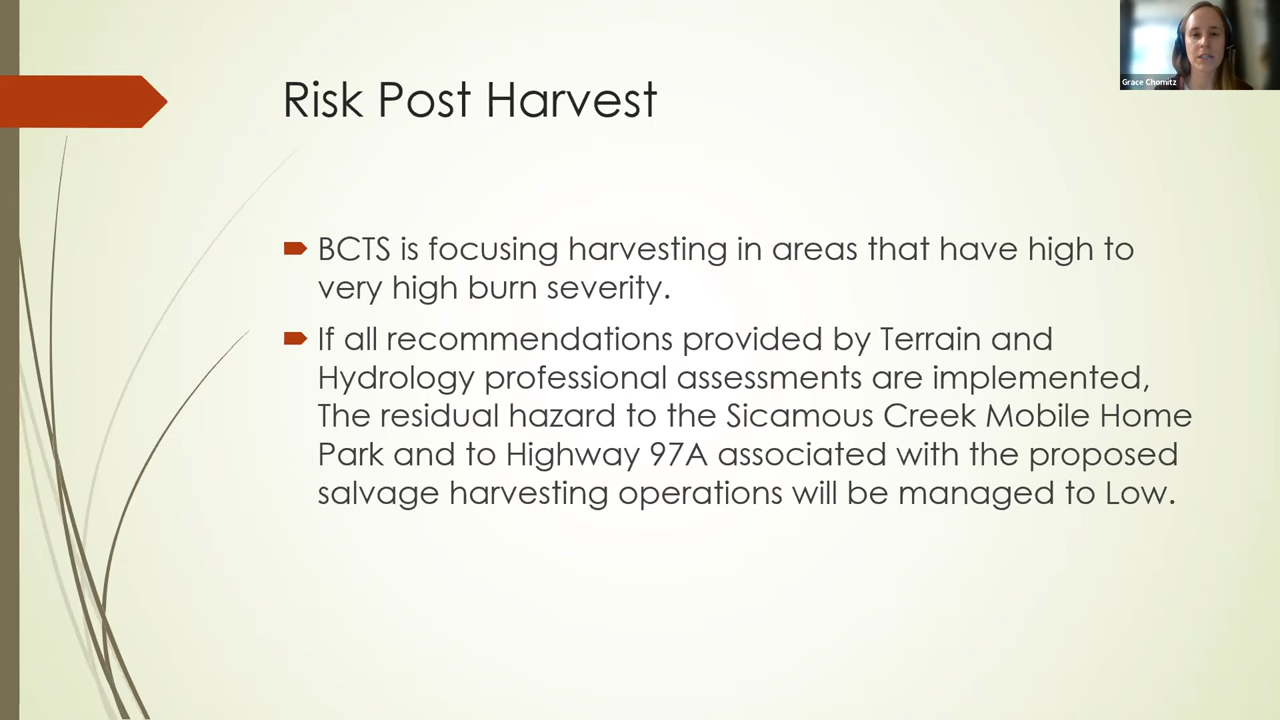 Risk Post Harvest
BCTS is focusing harvesting in areas that have high to
very high burn severity.
If all recommendations provided by Terrain and
Hydrology professional assessments are implemented,
The residual hazard to the Sicamous Creek Mobile Home
Park and to Highway 97A associated with the proposed
salvage harvesting operations will be managed to Low.
Grace Chomitz